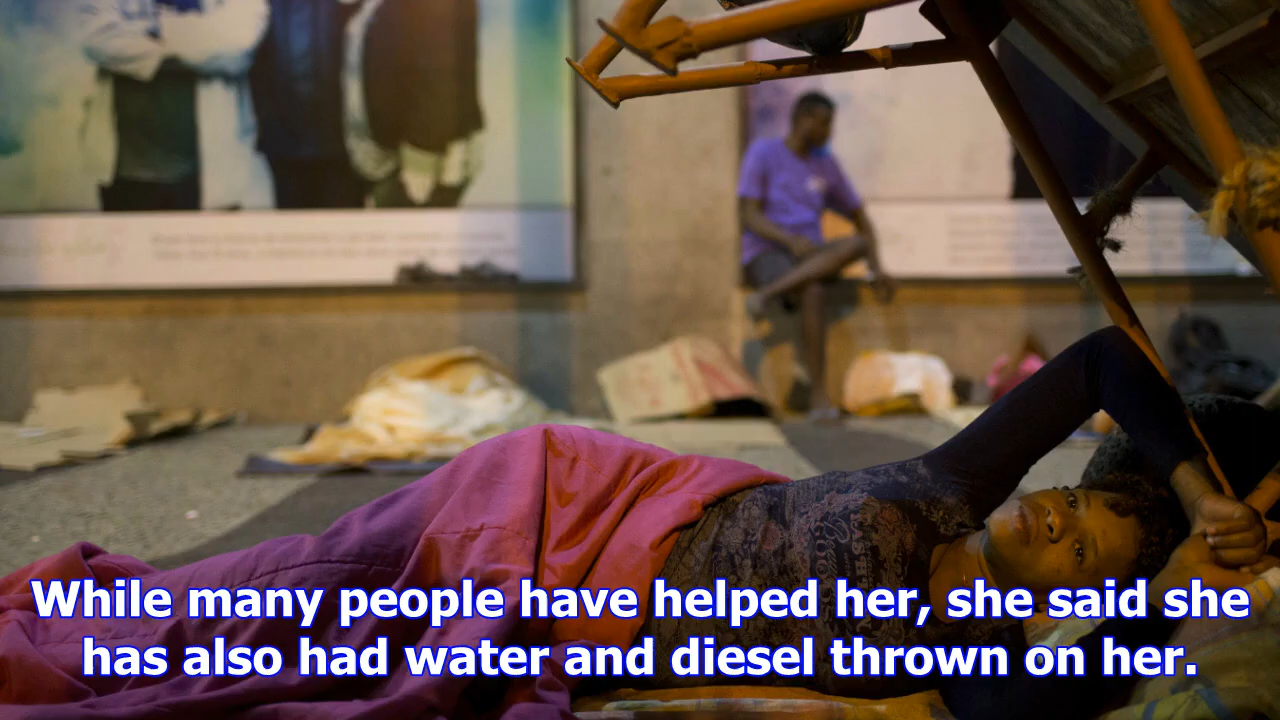 While many people have helped her, she said she
has also had water and diesel thrown on her.